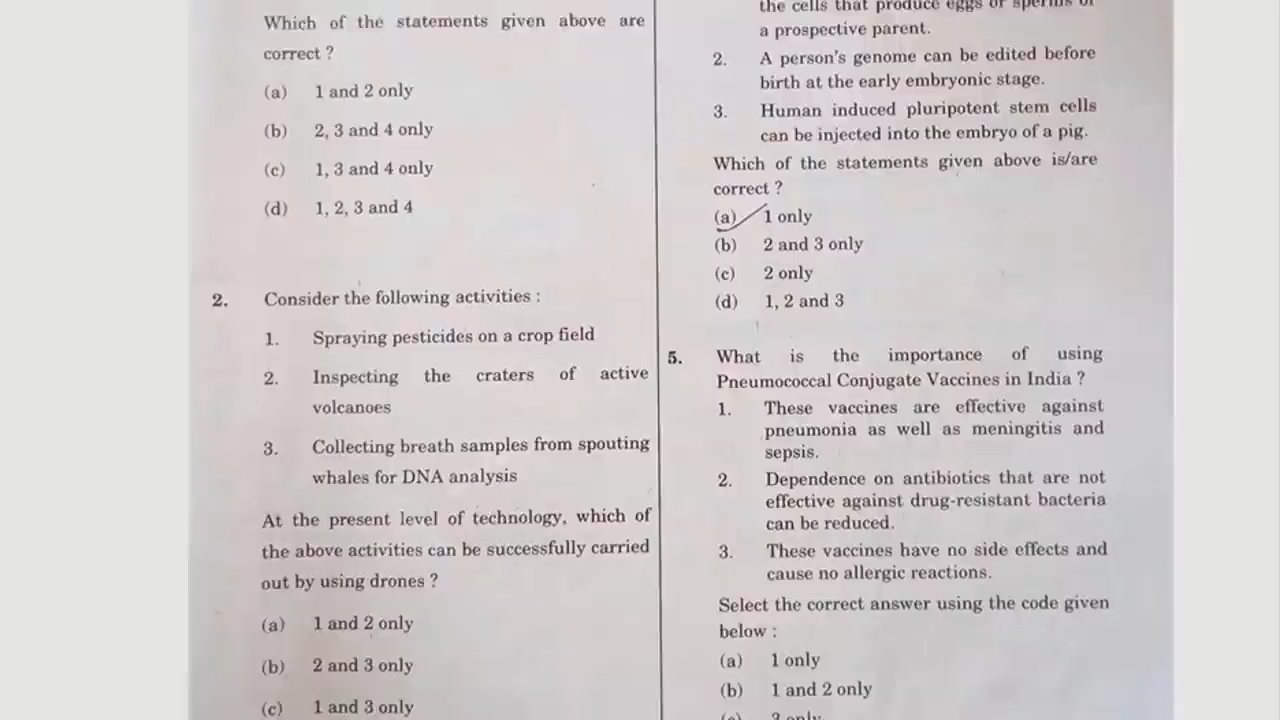 Which of the statements given above are
correct ?
(a) 1 and 2 only
(b) 2, 3 and 4 only
(c) 1, 3 and 4 only
(d) 1, 2, 3 and 4
2. Consider the following activities :
1. Spraying pesticides on a crop field
2. Inspecting the craters of active
volcanoes
3. Collecting breath samples from spouting
whales for DNA analysis
At the present level of technology, which of
the above activities can be successfully carried
out by using drones ?
(a) 1 and 2 only
(b) 2 and 3 only
(c) 1 and 3 only
the cells that produce eggs or sperms of
a prospective parent.
2. A person's genome can be edited before
birth at the early embryonic stage.
3. Human induced pluripotent stem cells
can be injected into the embryo of a pig.
Which of the statements given above is/are
correct ?
(a) 1 only
(b) 2 and 3 only
(c) 2 only
(d) 1, 2 and 3
5. What is the importance of using
Pneumococcal Conjugate Vaccines in India ?
1. These vaccines are effective against
pneumonia as well as meningitis and
sepsis.
2. Dependence on antibiotics that are not
effective against drug-resistant bacteria
can be reduced.
3. These vaccines have no side effects and
cause no allergic reactions.
Select the correct answer using the code given
below :
(a) 1 only
(b) 1 and 2 only
(c) 3 only